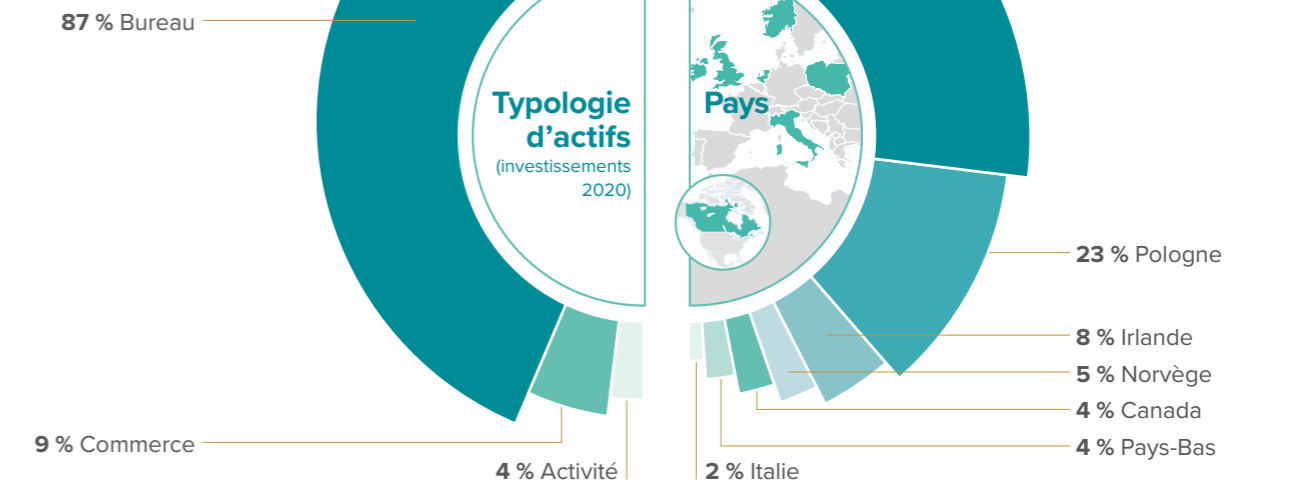 87 % Bureau
Typologie
d'actifs
(investissements
2020)
9 % Commerce
4 % Activité
Pays
23 % Pologne
8 % Irlande
5 % Norvège
4 % Canada
4 % Pays-Bas
2 % Italie